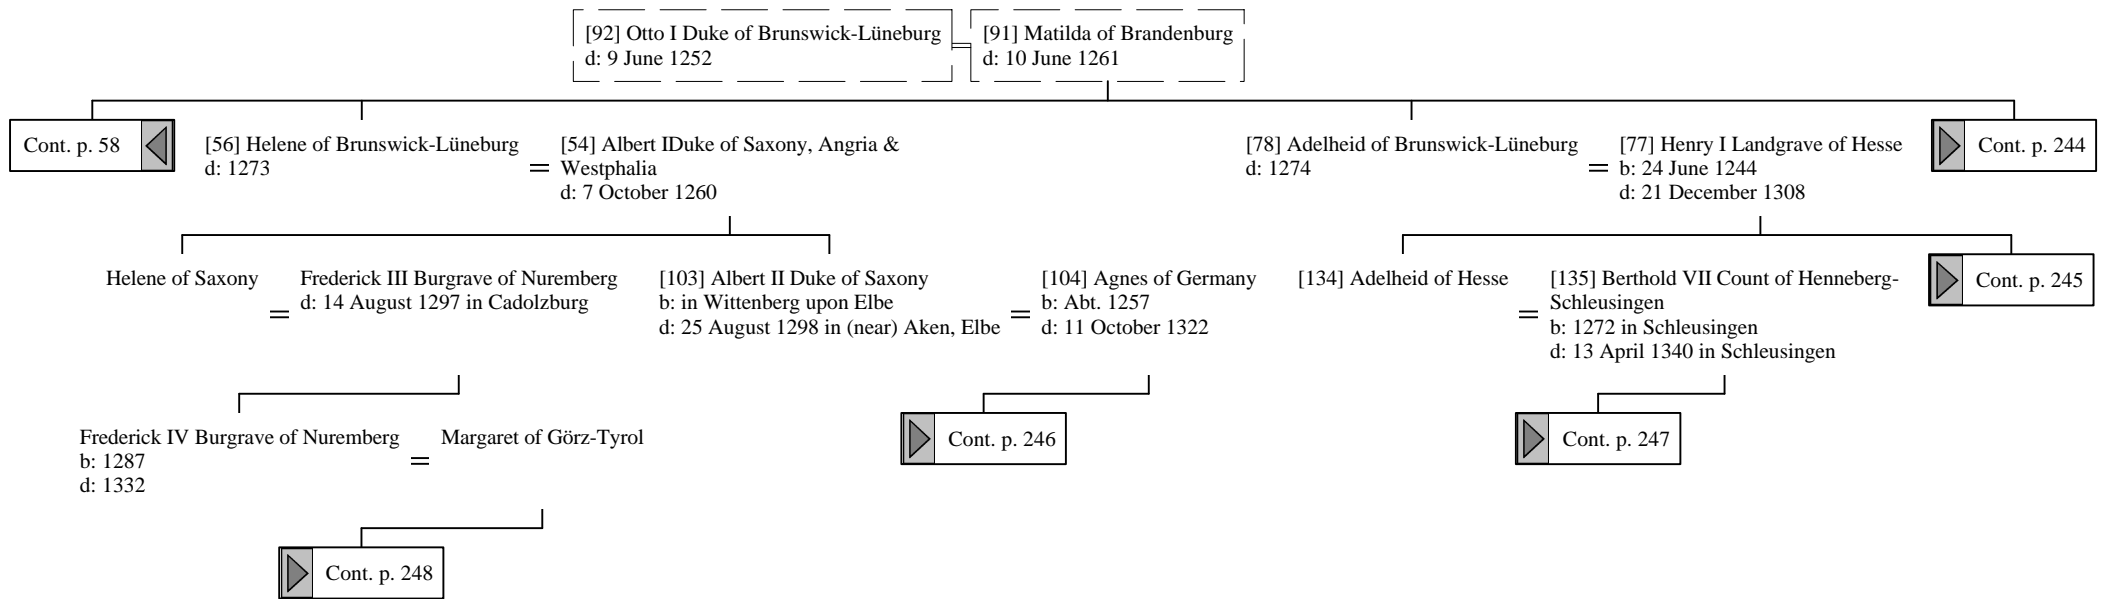 [92] Otto I Duke of Brunswick-Lüneburg
d: 9 June 1252
=
[91] Matilda of Brandenburg
d: 10 June 1261
Cont. p. 58
[56] Helene of Brunswick-Lüneburg
d: 1273
=
[54] Albert IDuke of Saxony, Angria &
Westphalia
d: 7 October 1260
[78] Adelheid of Brunswick-Lüneburg
d: 1274
=
[77] Henry I Landgrave of Hesse
b: 24 June 1244
d: 21 December 1308
Cont. p. 244
Helene of Saxony
=
Frederick III Burgrave of Nuremberg
d: 14 August 1297 in Cadolzburg
[103] Albert II Duke of Saxony
b: in Wittenberg upon Elbe
d: 25 August 1298 in (near) Aken, Elbe
=
[104] Agnes of Germany
b: Abt. 1257
d: 11 October 1322
[134] Adelheid of Hesse
=
[135] Berthold VII Count of Henneberg-
Schleusingen
b: 1272 in Schleusingen
d: 13 April 1340 in Schleusingen
Cont. p. 245
Frederick IV Burgrave of Nuremberg
b: 1287
d: 1332
=
Margaret of Görz-Tyrol
Cont. p. 246
Cont. p. 247
Cont. p. 248